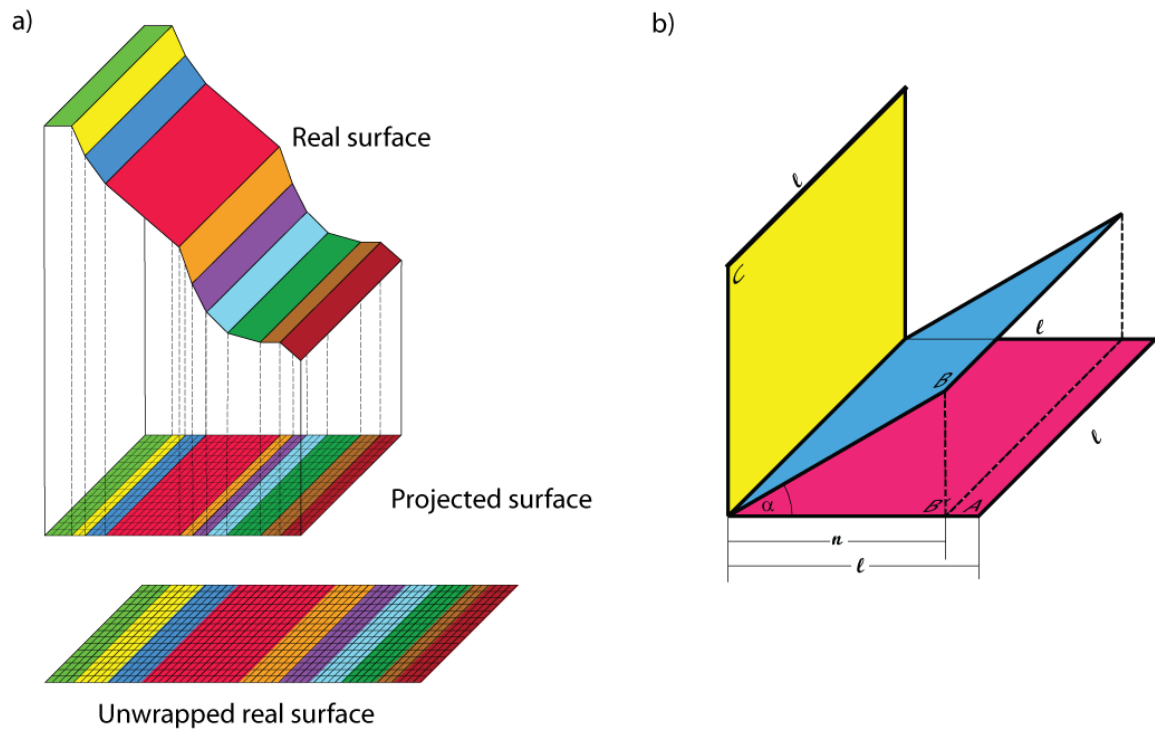 a)
Real surface
Projected surface
Unwrapped real surface
b)
ℓ
C
ℓ
B
ℓ
α
B'
A
n
ℓ